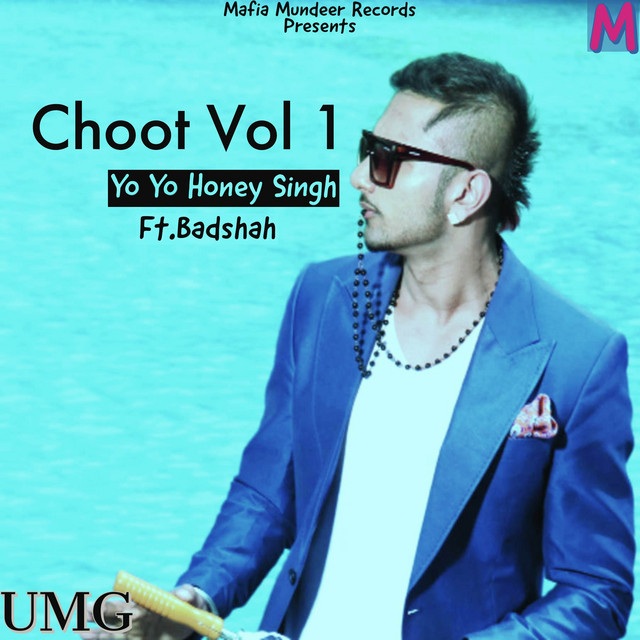 Mafia Mundeer Records
Presents
M
Choot Vol 1
Yo Yo Honey Singh
Ft.Badshah
UMG